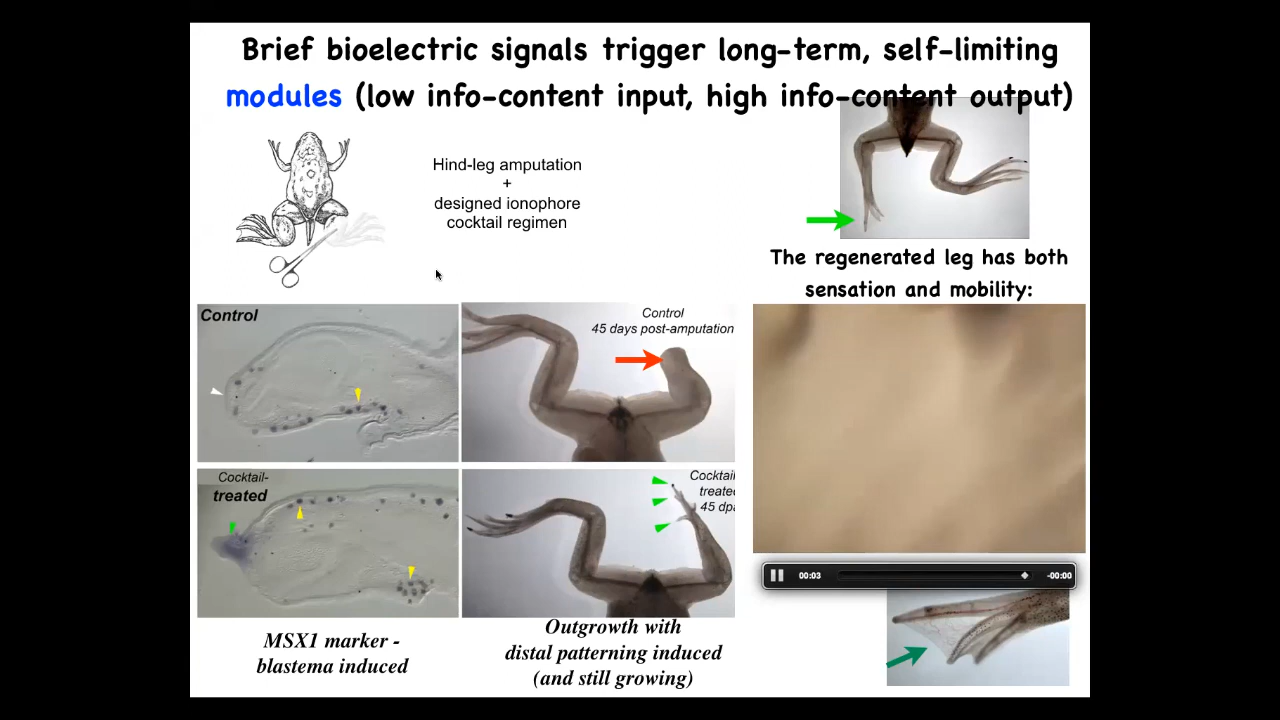 Brief bioelectric signals trigger long-term, self-limiting
modules (low info-content input, high info-content output)
Hind-leg amputation
+
designed ionophore
cocktail regimen
The regenerated leg has both
sensation and mobility:
Control
Control
45 days post-amputation
Cocktail-
treated
Cocktail
treated
45 dpa
00:03
-00:00
MSX1 marker -
blastema induced
Outgrowth with
distal patterning induced
(and still growing)